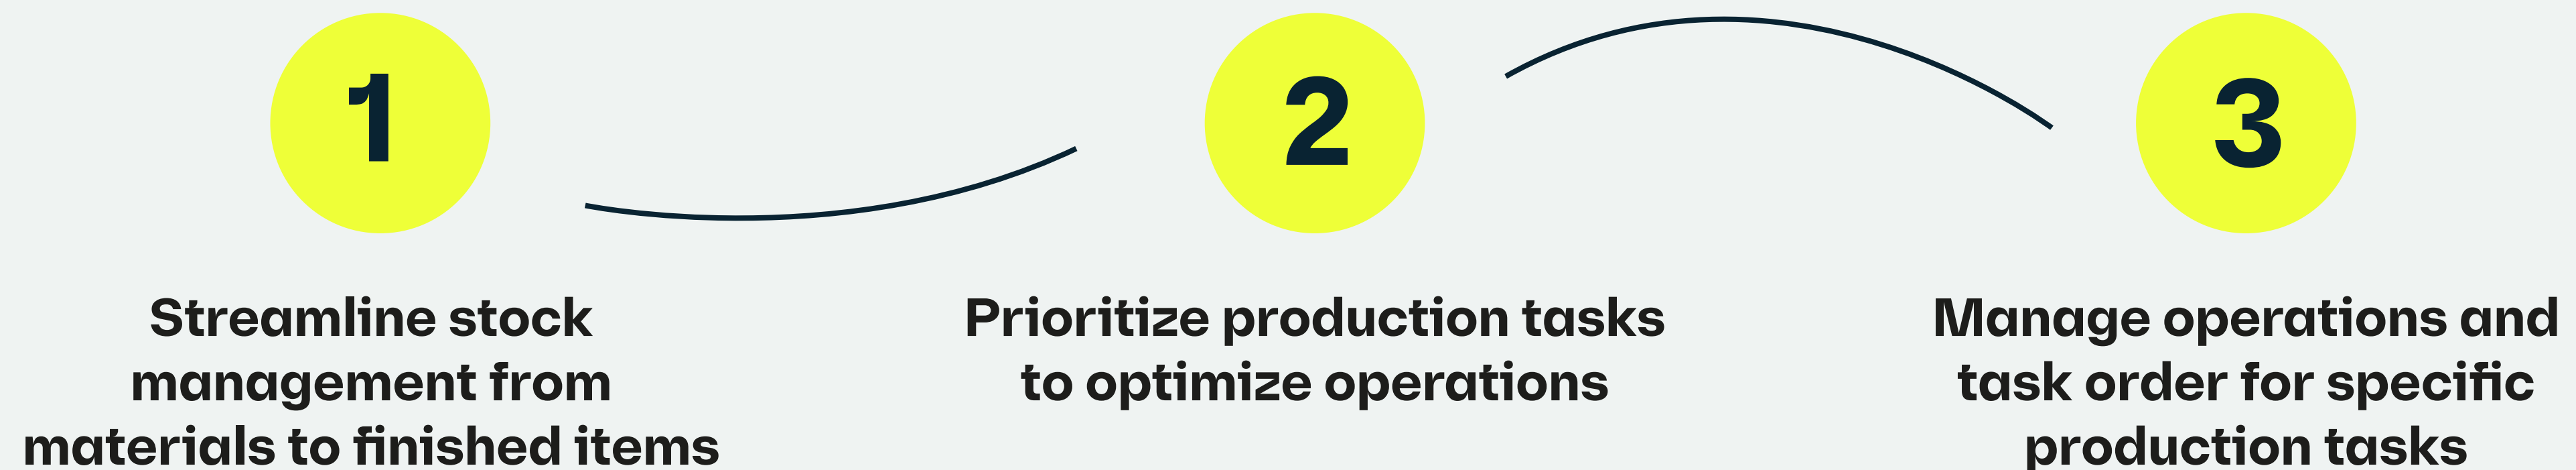 1
Streamline stock
management from
materials to finished items
2
Prioritize production tasks
to optimize operations
3
Manage operations and
task order for specific
production tasks